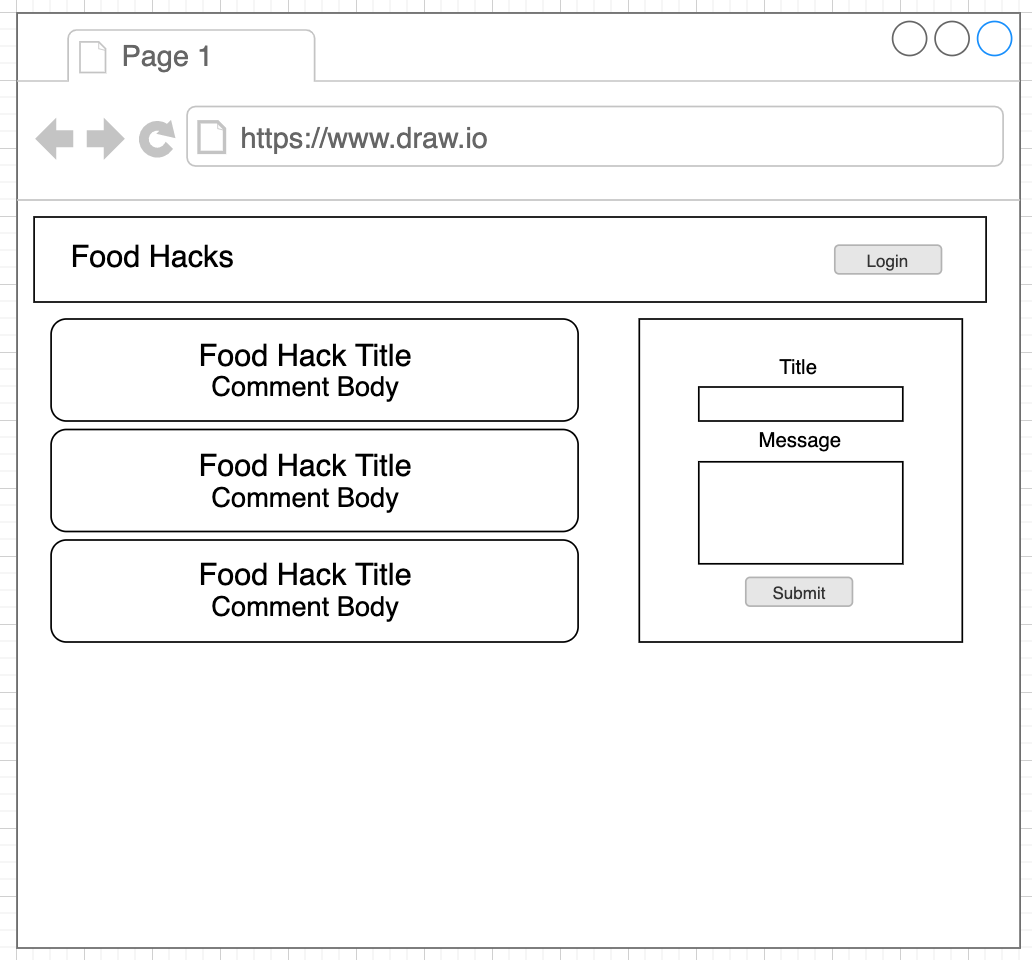 Page 1
https://www.draw.io
Food Hacks
Login
Food Hack Title
Comment Body
Food Hack Title
Comment Body
Food Hack Title
Comment Body
Title
Message
Submit